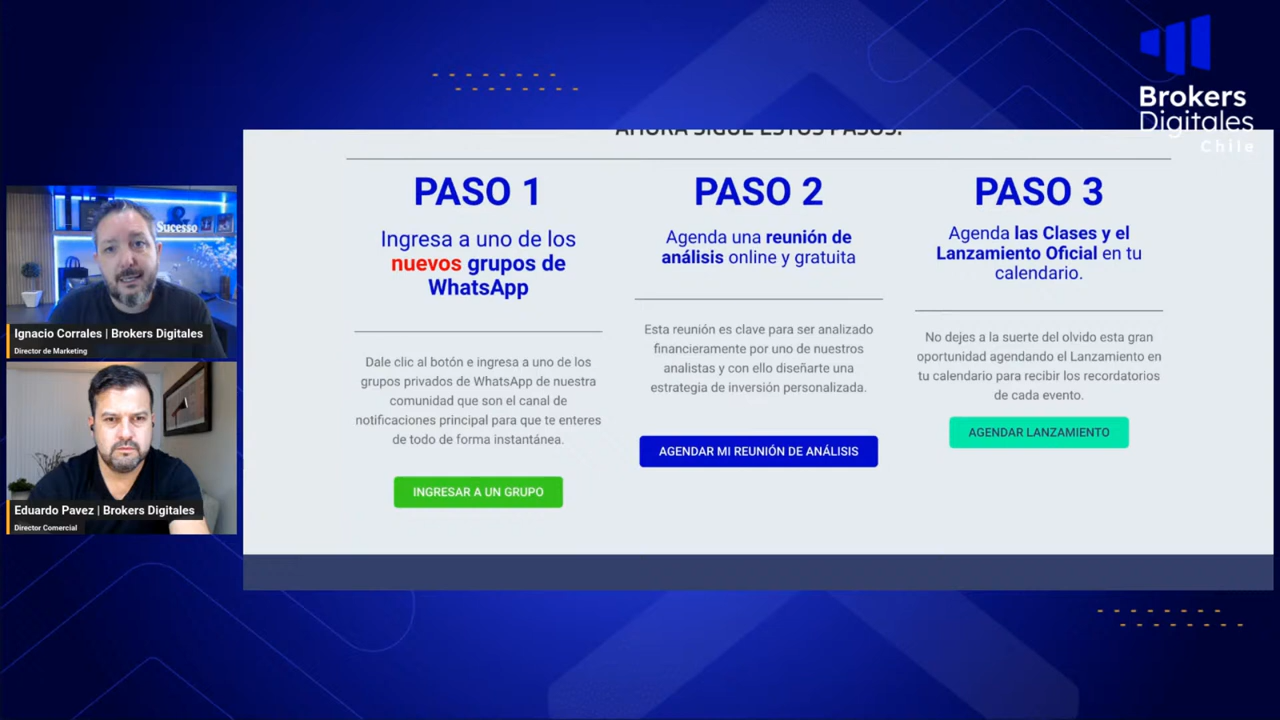 Brokers
Digitales
Chile
AHORA SIGUE ESTOS PASOS:
PASO 1
Ingresa a uno de los
nuevos grupos de
WhatsApp
Dale clic al botón e ingresa a uno de los
grupos privados de WhatsApp de nuestra
comunidad que son el canal de
notificaciones principal para que te enteres
de todo de forma instantánea.
INGRESAR A UN GRUPO
PASO 2
Agenda una reunión de
análisis online y gratuita
Esta reunión es clave para ser analizado
financieramente por uno de nuestros
analistas y con ello diseñarte una
estrategia de inversión personalizada.
AGENDAR MI REUNIÓN DE ANÁLISIS
PASO 3
Agenda las Clases y el
Lanzamiento Oficial en tu
calendario.
No dejes a la suerte del olvido esta gran
oportunidad agendando el Lanzamiento en
tu calendario para recibir los recordatorios
de cada evento.
AGENDAR LANZAMIENTO
&
Sucesso
Ignacio Corrales | Brokers Digitales
Director de Marketing
Eduardo Pavez | Brokers Digitales
Director Comercial